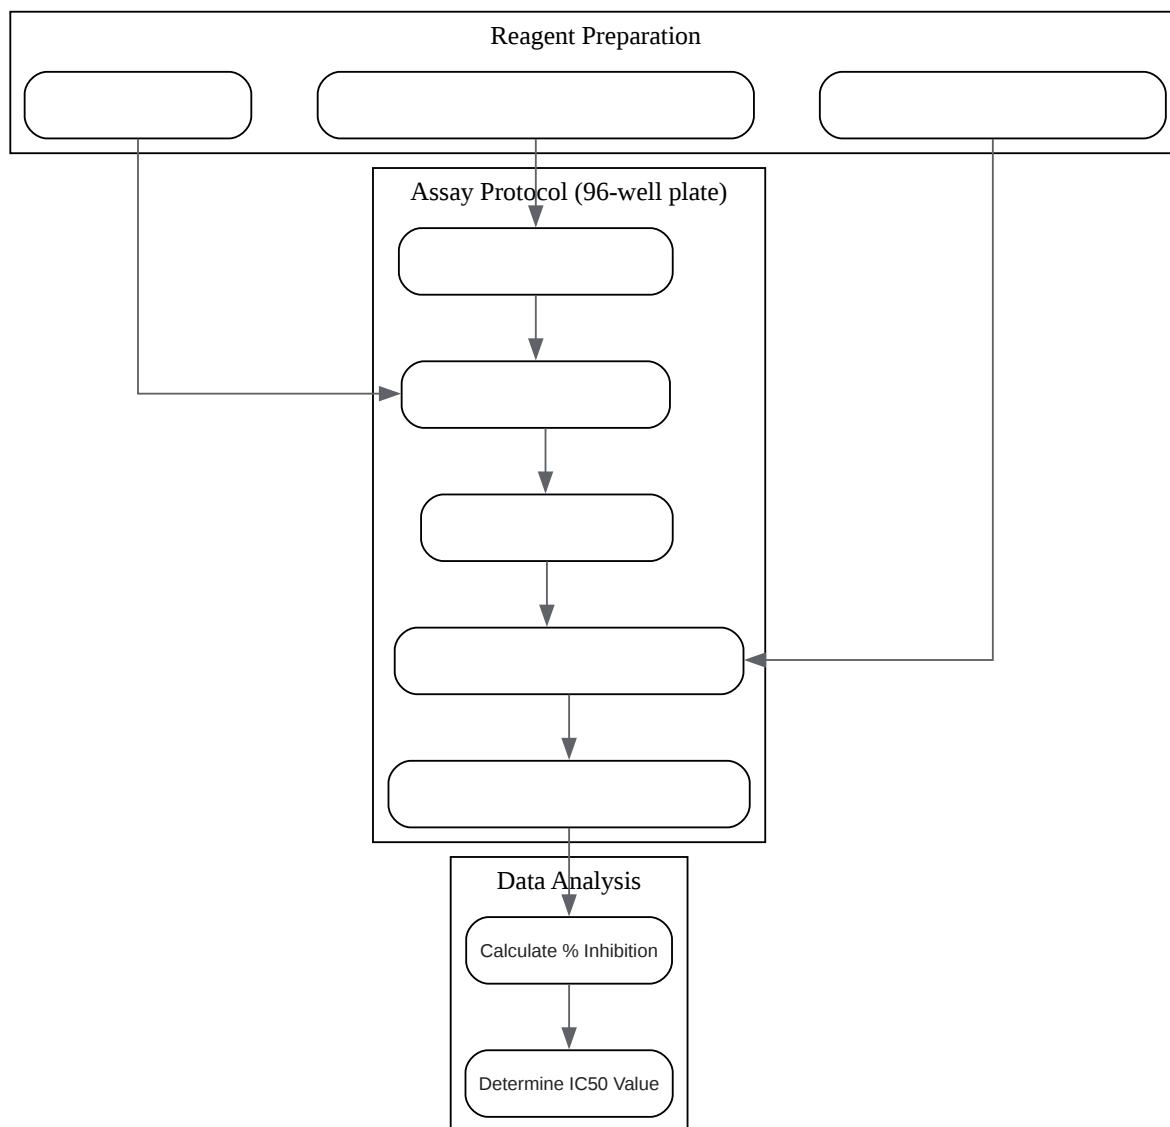 Reagent Preparation
Assay Protocol (96-well plate)
Data Analysis
Calculate % Inhibition
Determine IC50 Value